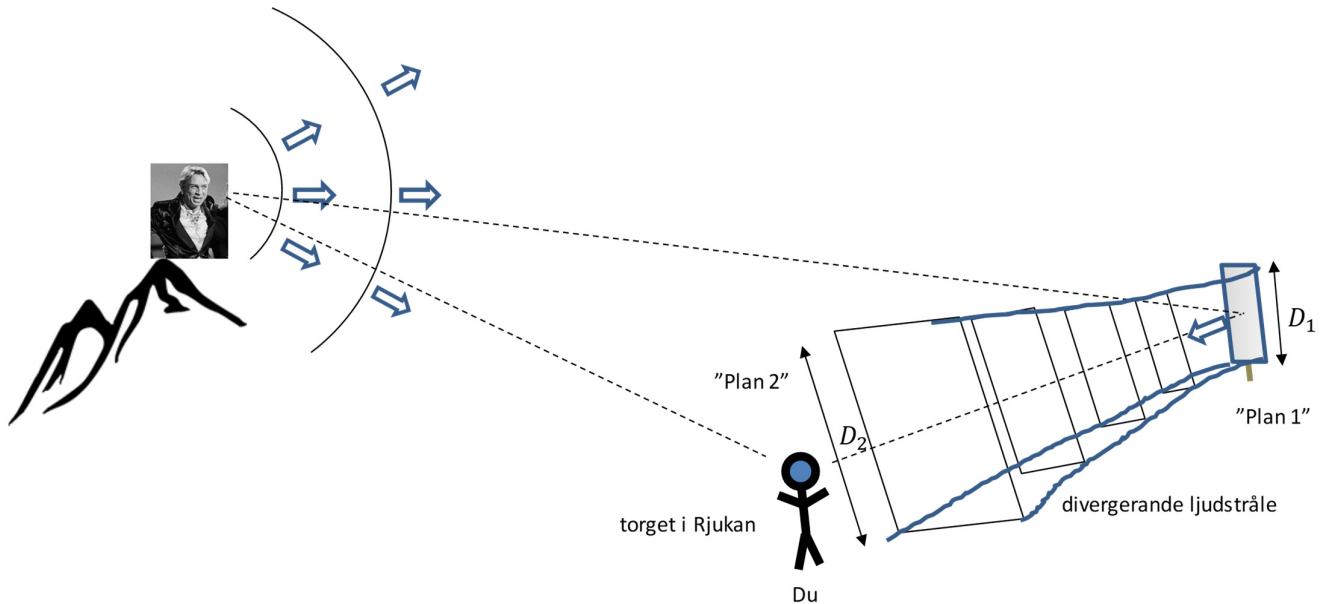 D₁
”Plan 2”
”Plan 1”
D₂
divergerande ljudstråle
torget i Rjukan
Du